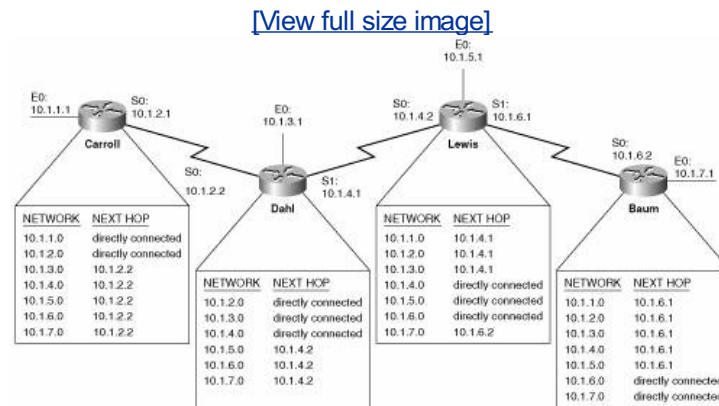 [View full size image]
E0:
10.1.5.1
E0:
10.1.1.1
S0:
10.1.2.1
Carroll
E0:
10.1.3.1
S0:
10.1.4.2
S1:
10.1.6.1
Lewis
S0:
10.1.2.2
S1:
10.1.4.1
Dahl
S0:
10.1.6.2
E0:
10.1.7.1
Baum
NETWORK NEXT HOP
10.1.1.0 directly connected
10.1.2.0 directly connected
10.1.3.0 10.1.2.2
10.1.4.0 10.1.2.2
10.1.5.0 10.1.2.2
10.1.6.0 10.1.2.2
10.1.7.0 10.1.2.2
NETWORK NEXT HOP
10.1.2.0 directly connected
10.1.3.0 directly connected
10.1.4.0 directly connected
10.1.5.0 10.1.4.2
10.1.6.0 10.1.4.2
10.1.7.0 10.1.4.2
NETWORK NEXT HOP
10.1.1.0 10.1.4.1
10.1.2.0 10.1.4.1
10.1.3.0 10.1.4.1
10.1.4.0 directly connected
10.1.5.0 directly connected
10.1.6.0 directly connected
10.1.7.0 10.1.6.2
NETWORK NEXT HOP
10.1.1.0 10.1.6.1
10.1.2.0 10.1.6.1
10.1.3.0 10.1.6.1
10.1.4.0 10.1.6.1
10.1.5.0 10.1.6.1
10.1.6.0 directly connected
10.1.7.0 directly connected